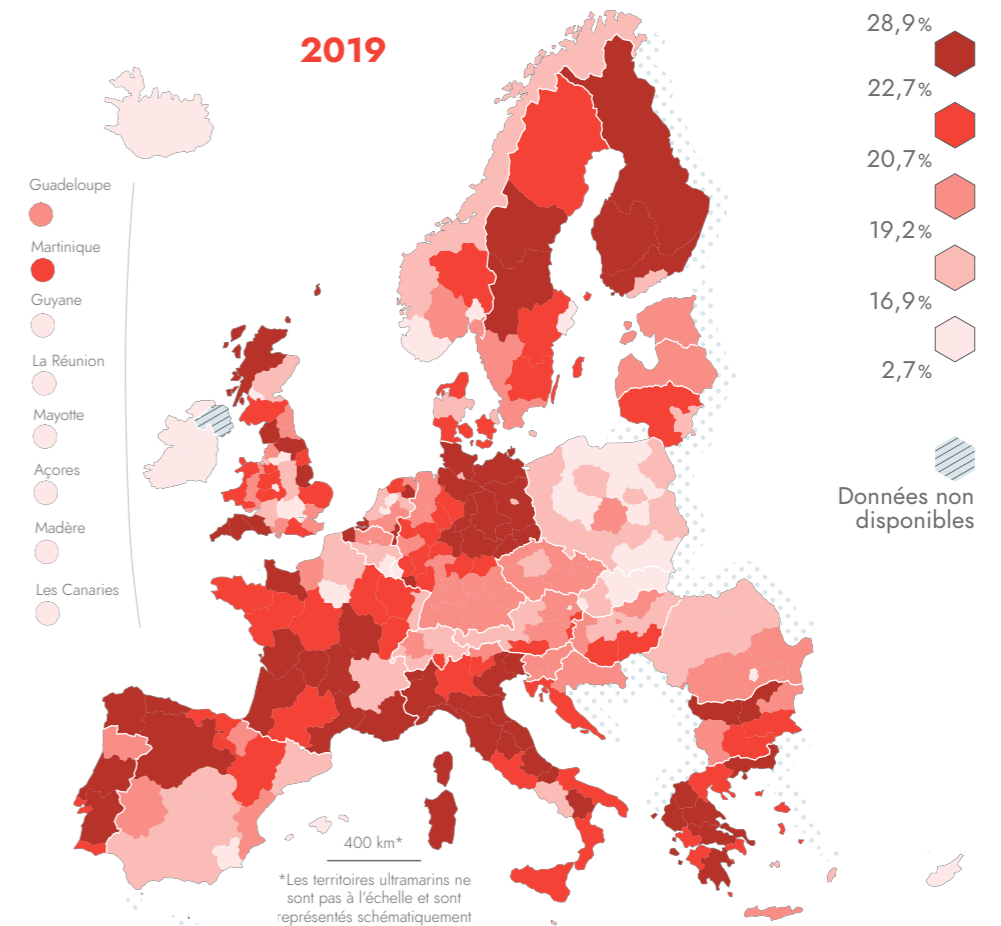 2019
28,9%
22,7%
20,7%
19,2%
16,9%
2,7%
Données non
disponibles
Guadeloupe
Martinique
Guyane
La Réunion
Mayotte
Açores
Madère
Les Canaries
400 km*
*Les territoires ultramarins ne
sont pas à l'échelle et sont
représentés schématiquement